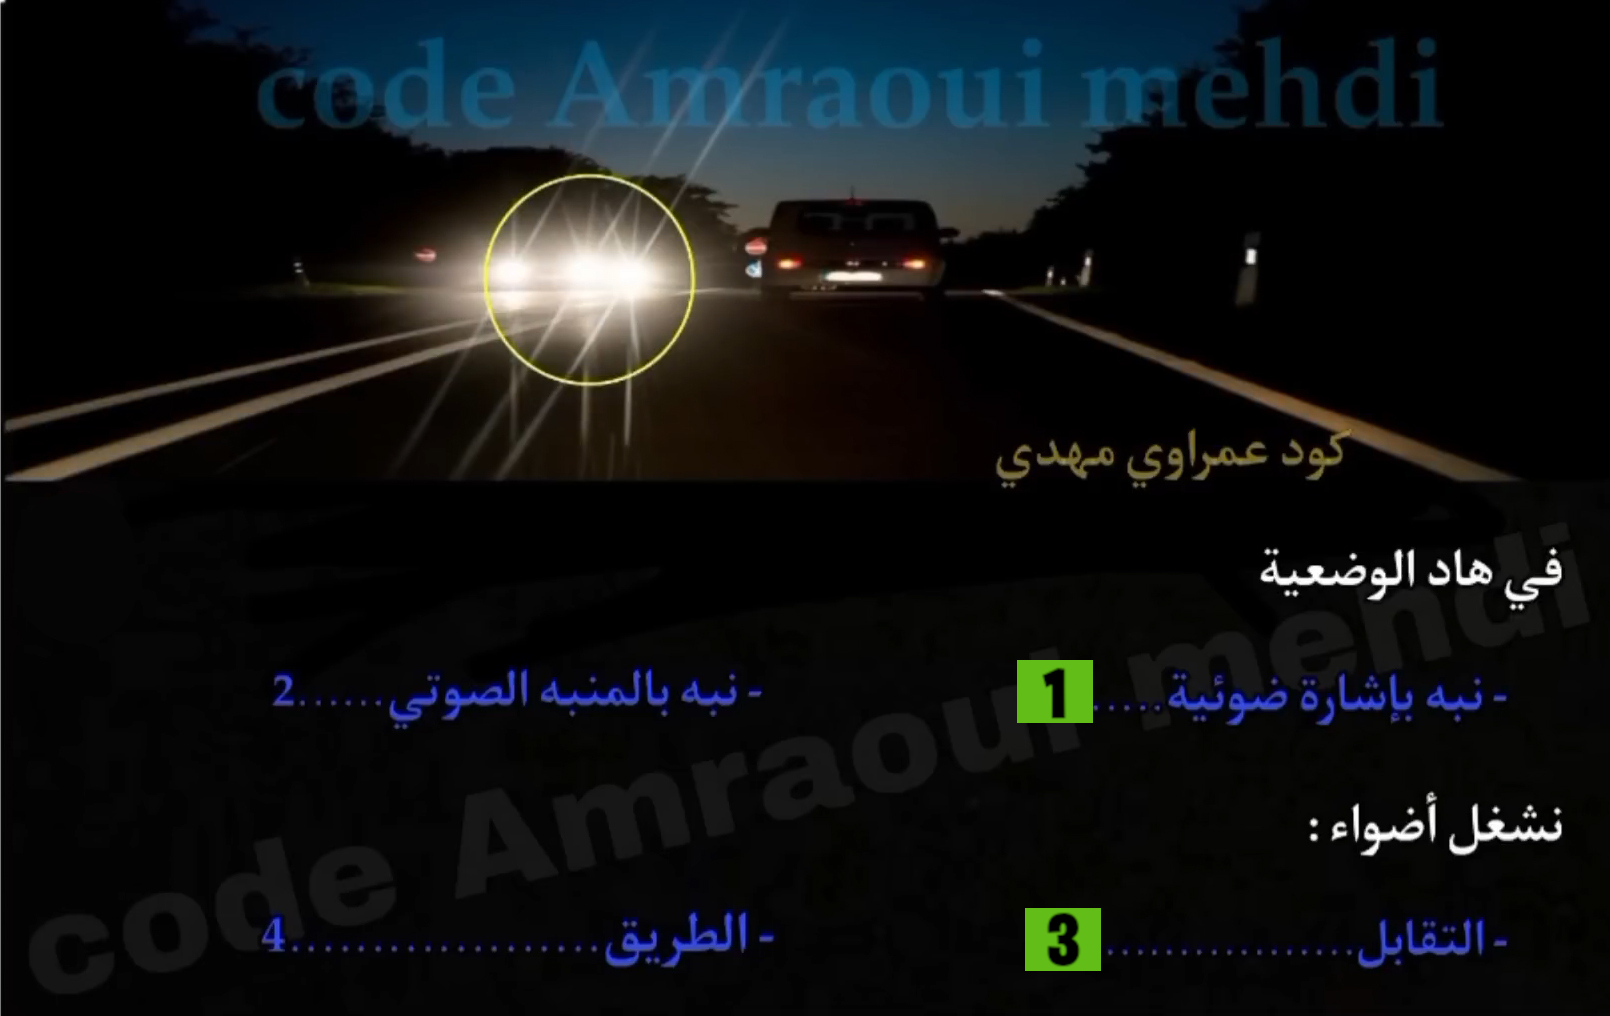 code Amraoui mehdi
كود عمراوي مهدي
في هاد الوضعية
- نبه بإشارة ضوئية.....1
- نبه بالمنبه الصوتي......2
نشغل أضواء :
- التقابل.................3
- الطريق...................4
code Amraoui mehdi